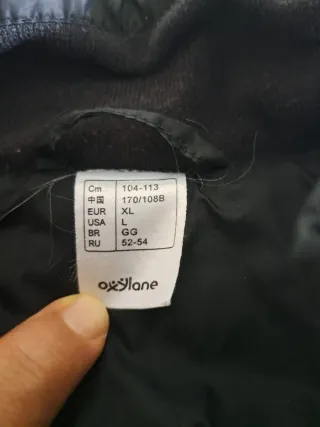 Cm 104-113
中国 170/108B
EUR XL
USA L
BR GG
RU 52-54
oxylane